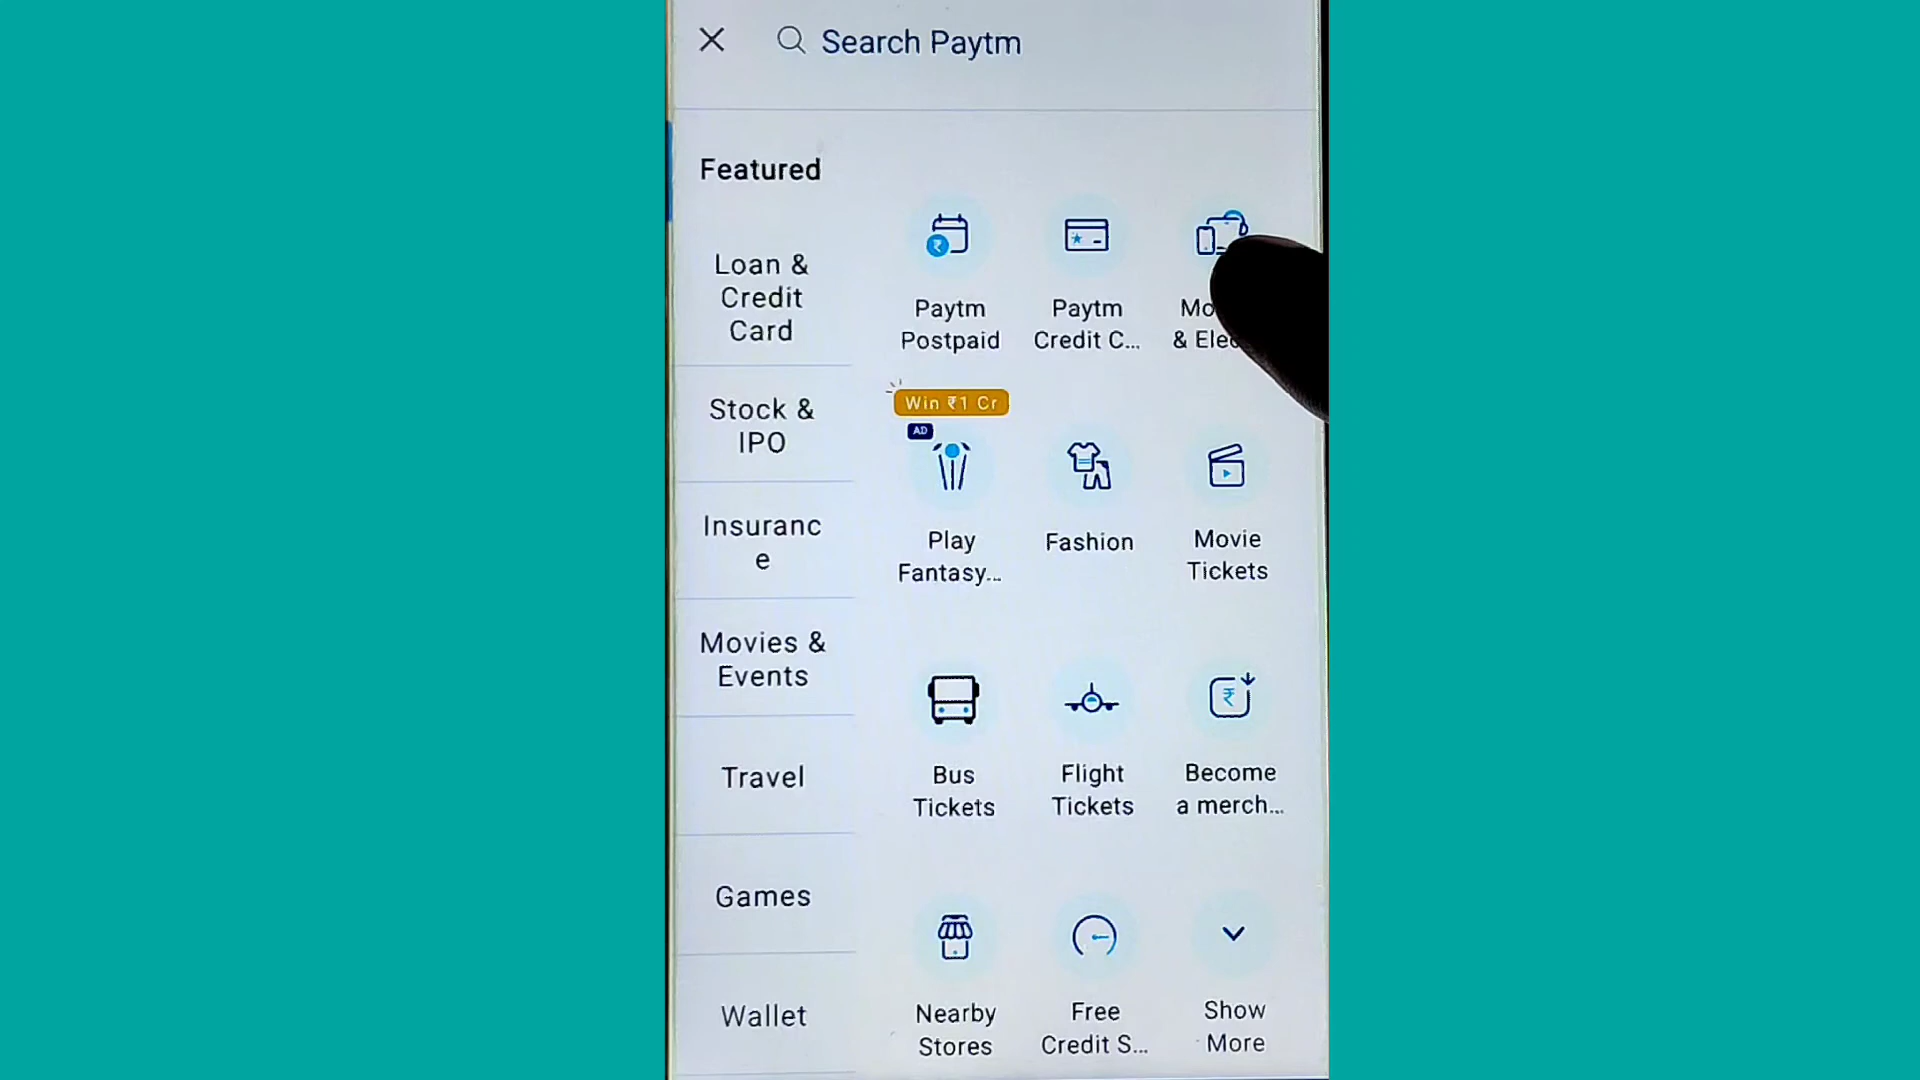 Search Paytm
Featured
Loan &
Credit
Card
Stock &
IPO
Insuranc
e
Movies &
Events
Travel
Games
Wallet
Paytm
Postpaid
Paytm
Credit C...
&
Win ₹1 Cr
AD
Play
Fantasy...
Fashion
Movie
Tickets
Bus
Tickets
Flight
Tickets
Become
a merch...
Nearby
Stores
Free
Credit S...
Show
More